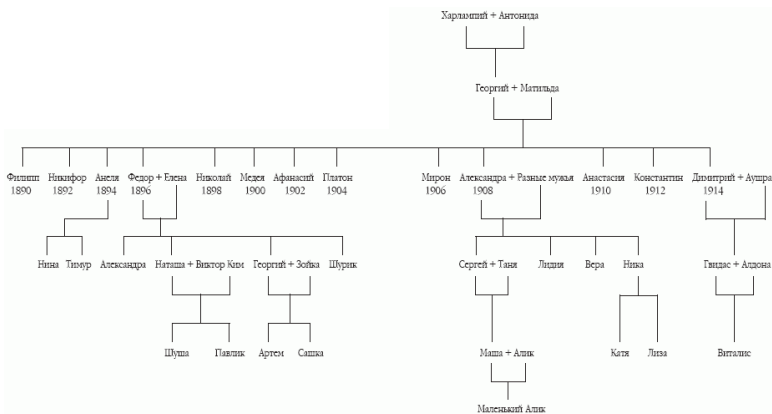 Харлампий + Антонида
Георгий + Матильда
Филипп Никифор Анеля Федор + Елена Николай Медея Афанасий Платон Мирон Александра + Разные мужья Анастасия Константин Димитрий + Аушра
1890 1892 1894 1896 1898 1900 1902 1904 1906 1908 1910 1912 1914
Нина Тимур Александра Наташа + Виктор Ким Георгий + Зойка Шурик Сергей + Таня Лидия Вера Ника Гвидас + Алдона
Шуша Павлик Артем Сашка Маша + Алик Катя Лиза Виталис
Маленький Алик